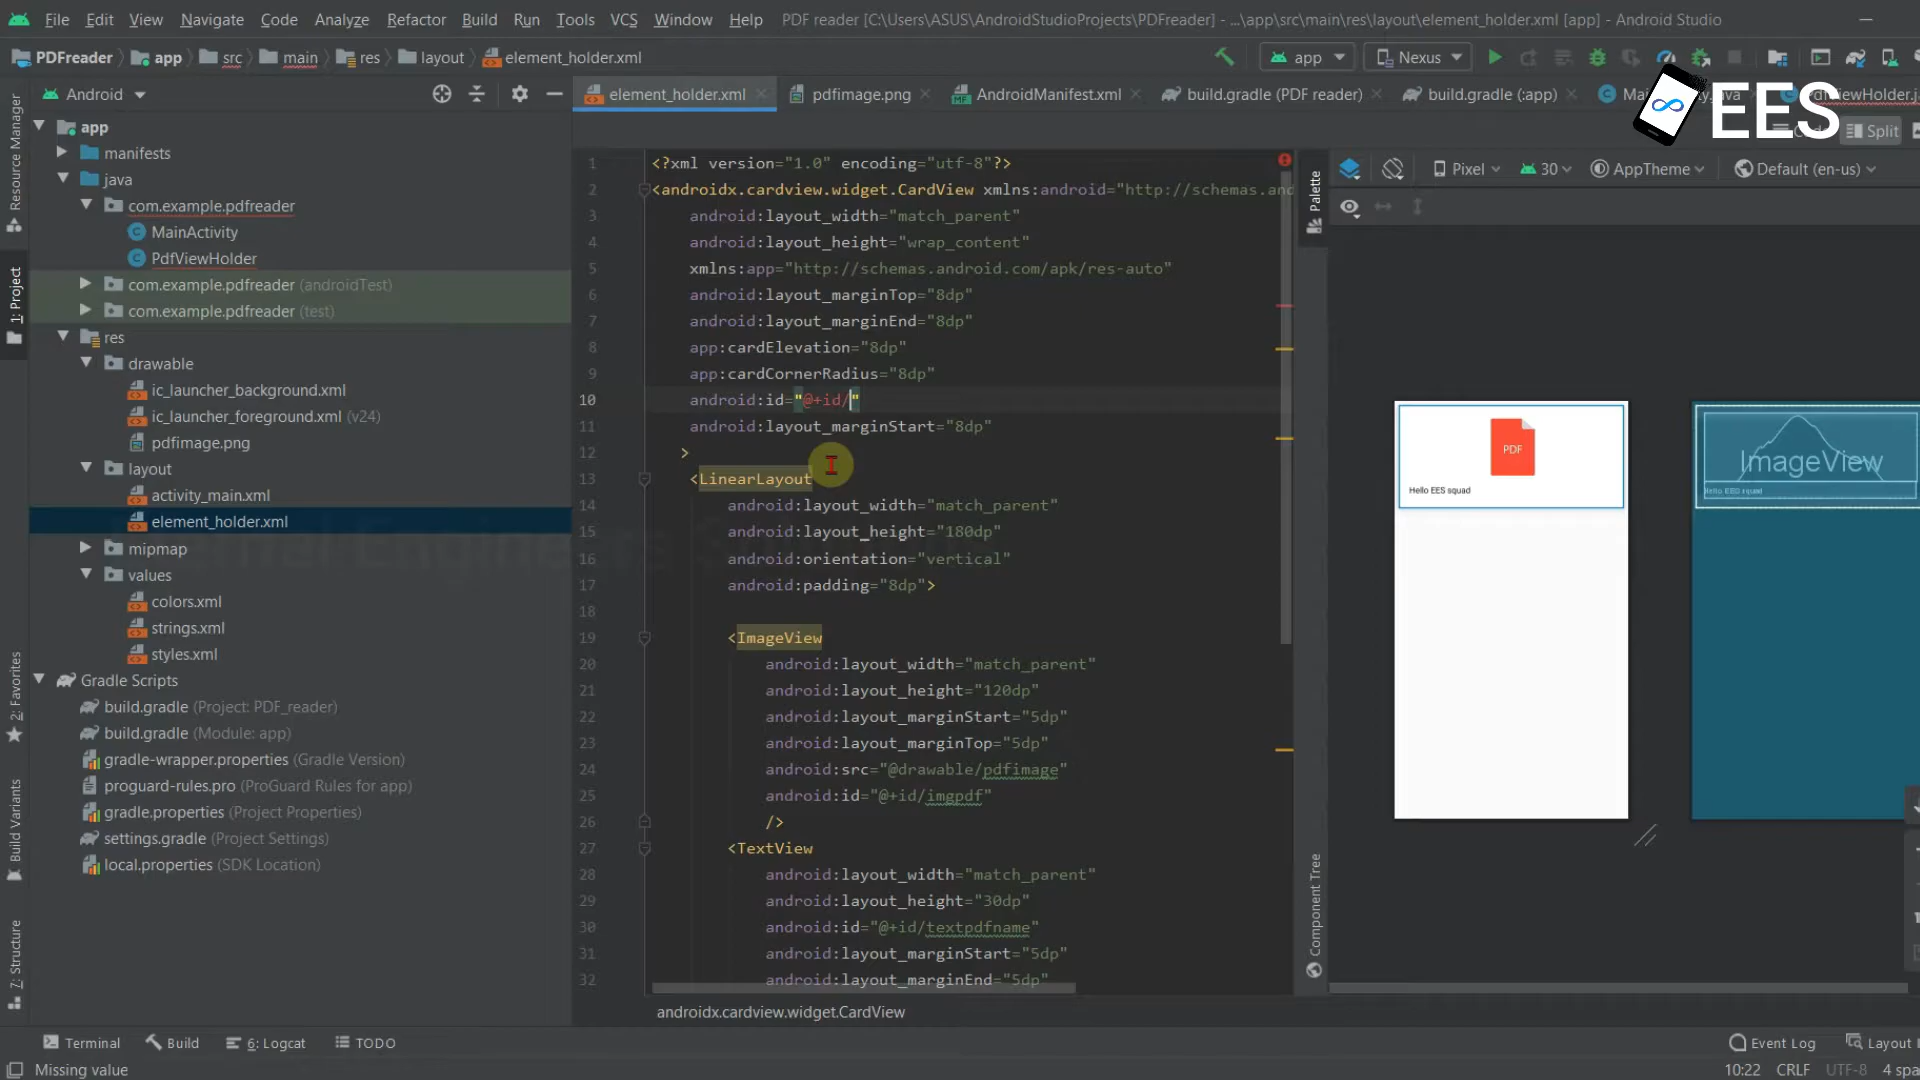 File Edit View Navigate Code Analyze Refactor Build Run Tools VCS Window Help PDF reader [C:\Users\ASUS\AndroidStudioProjects\PDFreader] - ...\app\src\main\res\layout\element_holder.xml [app] - Android Studio
PDFreader app src main res layout element_holder.xml app Nexus
Android element_holder.xml pdfimage.png AndroidManifest.xml build.gradle (PDF reader) build.gradle (:app)
EES
Split
Resource Manager
1: Project
2: Favorites
Build Variants
7: Structure
app
manifests
java
com.example.pdfreader
MainActivity
PdfViewHolder
com.example.pdfreader (androidTest)
com.example.pdfreader (test)
res
drawable
ic_launcher_background.xml
ic_launcher_foreground.xml (v24)
pdfimage.png
layout
activity_main.xml
element_holder.xml
mipmap
values
colors.xml
strings.xml
styles.xml
Gradle Scripts
build.gradle (Project: PDF_reader)
build.gradle (Module: app)
gradle-wrapper.properties (Gradle Version)
proguard-rules.pro (ProGuard Rules for app)
gradle.properties (Project Properties)
settings.gradle (Project Settings)
local.properties (SDK Location)
1 <?xml version="1.0" encoding="utf-8"?>
2 <androidx.cardview.widget.CardView xmlns:android="http://schemas.and
3 android:layout_width="match_parent"
4 android:layout_height="wrap_content"
5 xmlns:app="http://schemas.android.com/apk/res-auto"
6 android:layout_marginTop="8dp"
7 android:layout_marginEnd="8dp"
8 app:cardElevation="8dp"
9 app:cardCornerRadius="8dp"
10 android:id="@+id/"
11 android:layout_marginStart="8dp"
12 >
13 <LinearLayout
14 android:layout_width="match_parent"
15 android:layout_height="180dp"
16 android:orientation="vertical"
17 android:padding="8dp">
18
19 <ImageView
20 android:layout_width="match_parent"
21 android:layout_height="120dp"
22 android:layout_marginStart="5dp"
23 android:layout_marginTop="5dp"
24 android:src="@drawable/pdfimage"
25 android:id="@+id/imgpdf"
26 />
27 <TextView
28 android:layout_width="match_parent"
29 android:layout_height="30dp"
30 android:id="@+id/textpdfname"
31 android:layout_marginStart="5dp"
32 android:layout_marginEnd="5dp"
androidx.cardview.widget.CardView
Palette
Pixel 30 AppTheme Default (en-us)
PDF
Hello EES squad
ImageView
Hello EES squad
Component Tree
Terminal Build 6: Logcat TODO Event Log Layout
Missing value 10:22 CRLF UTF-8 4 spa